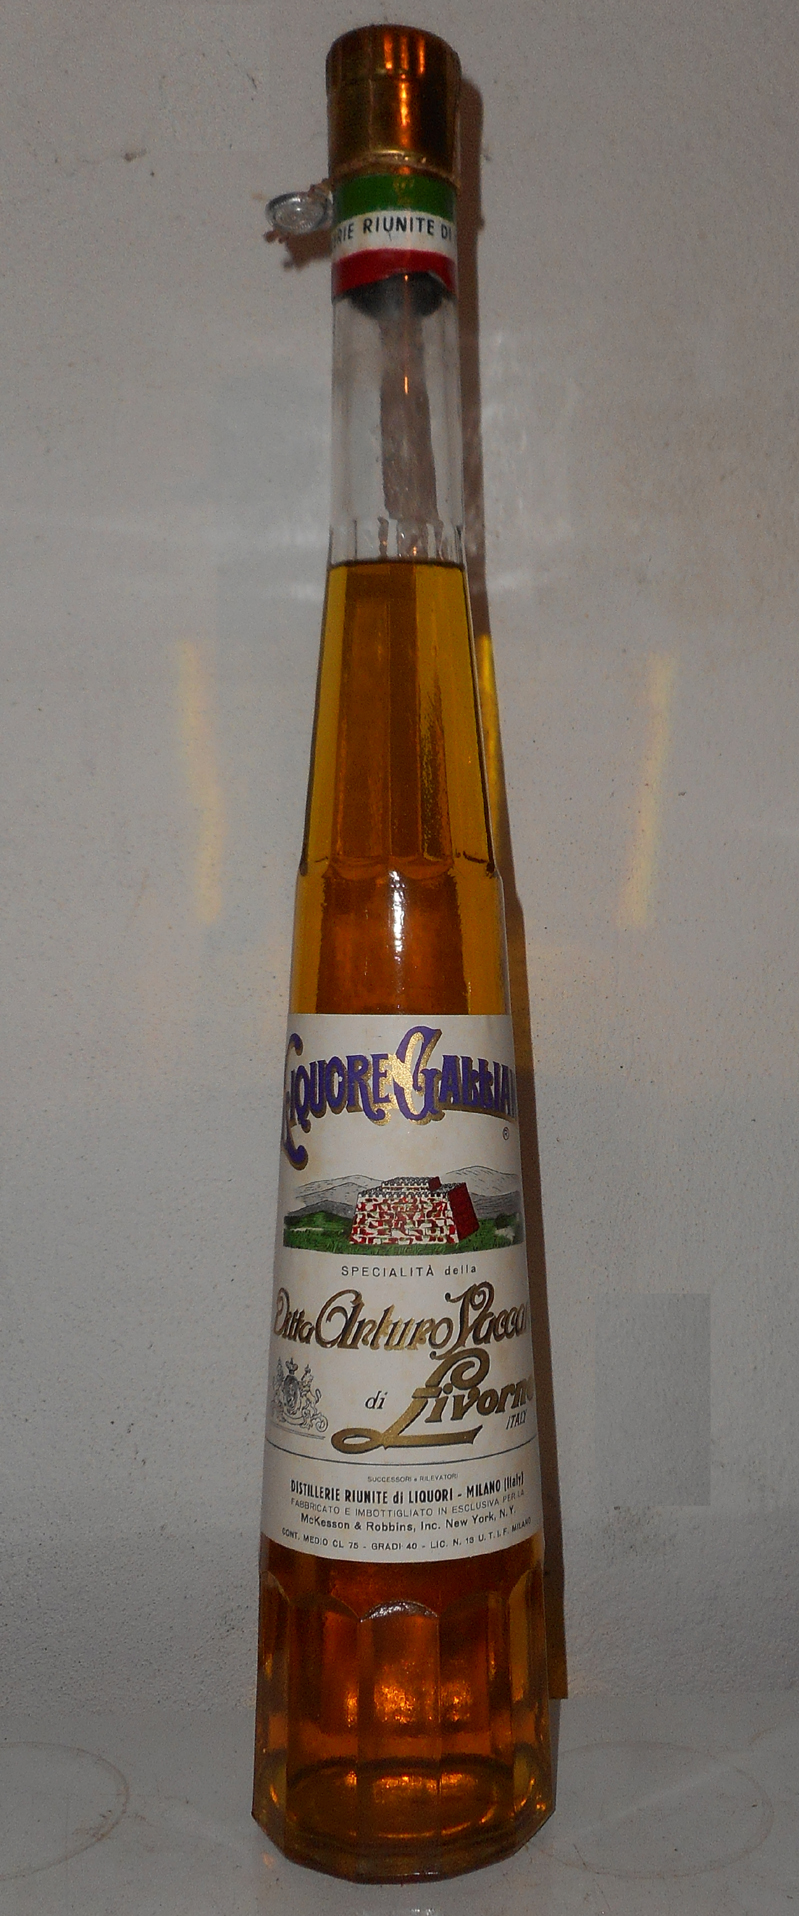 RIE RIUNITE DI
LIQUORE GALLIAN
®
SPECIALITÀ della
Ditta Arturo Vaccar
di Livorno
ITALY
SUCCESSORI e RILEVATORI
DISTILLERIE RIUNITE di LIQUORI - MILANO (Italy)
FABBRICATO E IMBOTTIGLIATO IN ESCLUSIVA PER LA
McKesson & Robbins, Inc. New York, N.Y.
CONT. MEDIO CL 75 - GRADI 40 - LIC. N. 13 U.T.I.F. MILANO